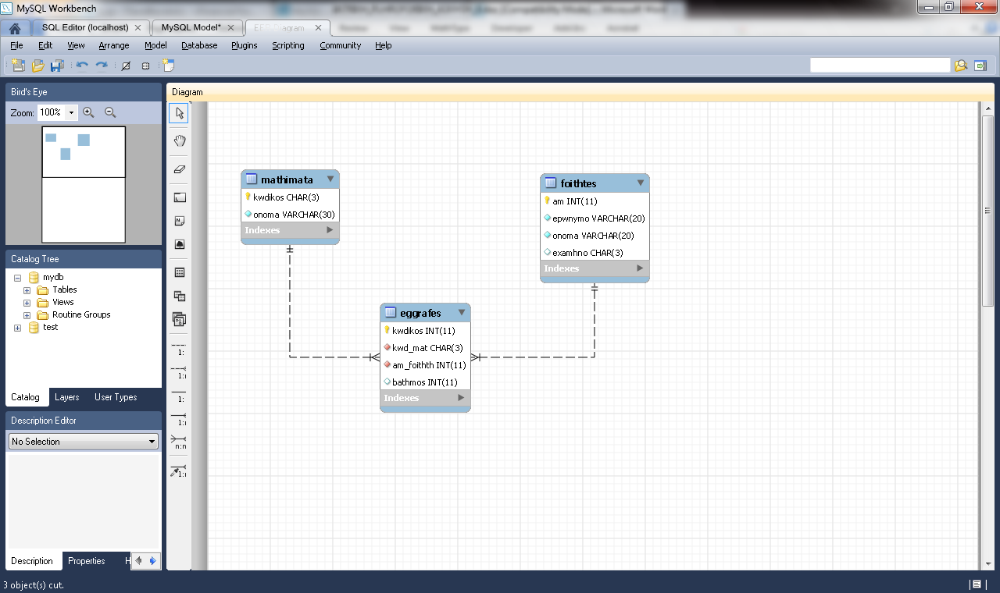 MySQL Workbench
SQL Editor (localhost)
MySQL Model*
EER Diagram
File Edit View Arrange Model Database Plugins Scripting Community Help
Bird's Eye
Zoom: 100%
Catalog Tree
mydb
Tables
Views
Routine Groups
test
Catalog Layers User Types
Description Editor
No Selection
Description Properties H
3 object(s) cut.
Diagram
1:
1:
1:
1:
n:n
1:
mathimata
kwdikos CHAR(3)
onoma VARCHAR(30)
Indexes
foithtes
am INT(11)
epwnymo VARCHAR(20)
onoma VARCHAR(20)
examhno CHAR(3)
Indexes
eggrafes
kwdikos INT(11)
kwd_mat CHAR(3)
am_foithth INT(11)
bathmos INT(11)
Indexes